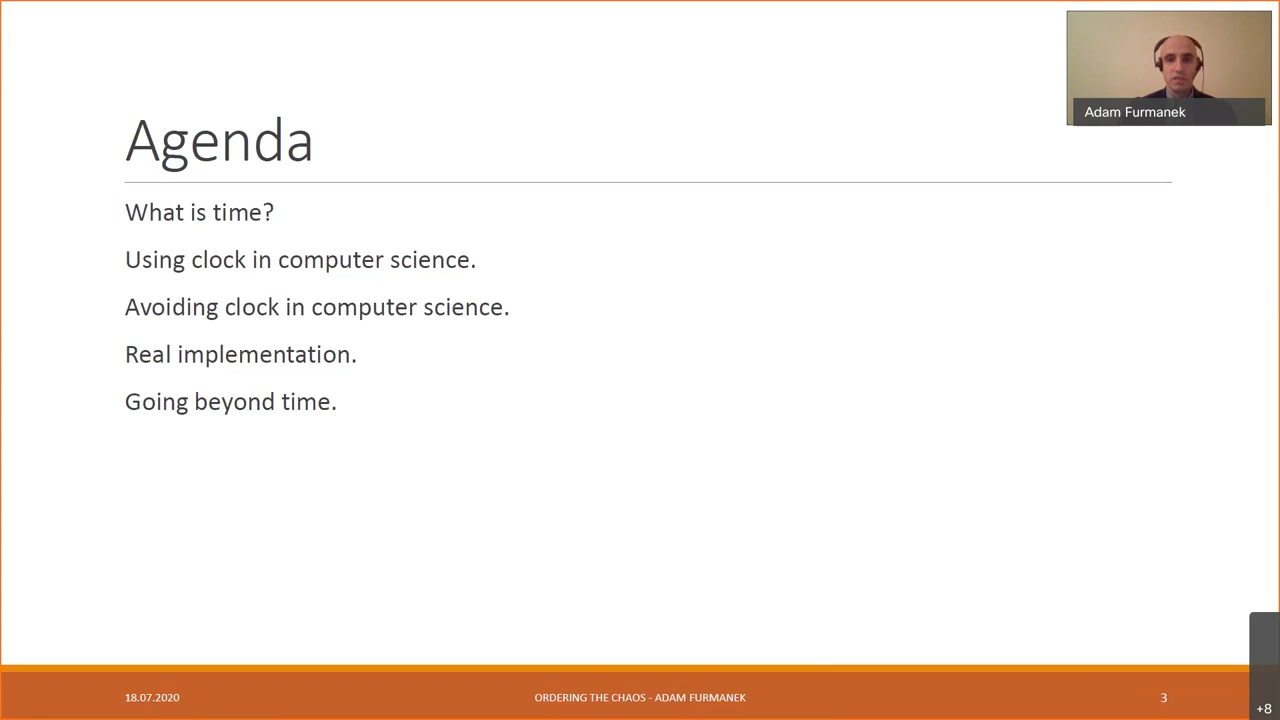 Adam Furmanek
Agenda
What is time?
Using clock in computer science.
Avoiding clock in computer science.
Real implementation.
Going beyond time.
18.07.2020
ORDERING THE CHAOS - ADAM FURMANEK
3
+8